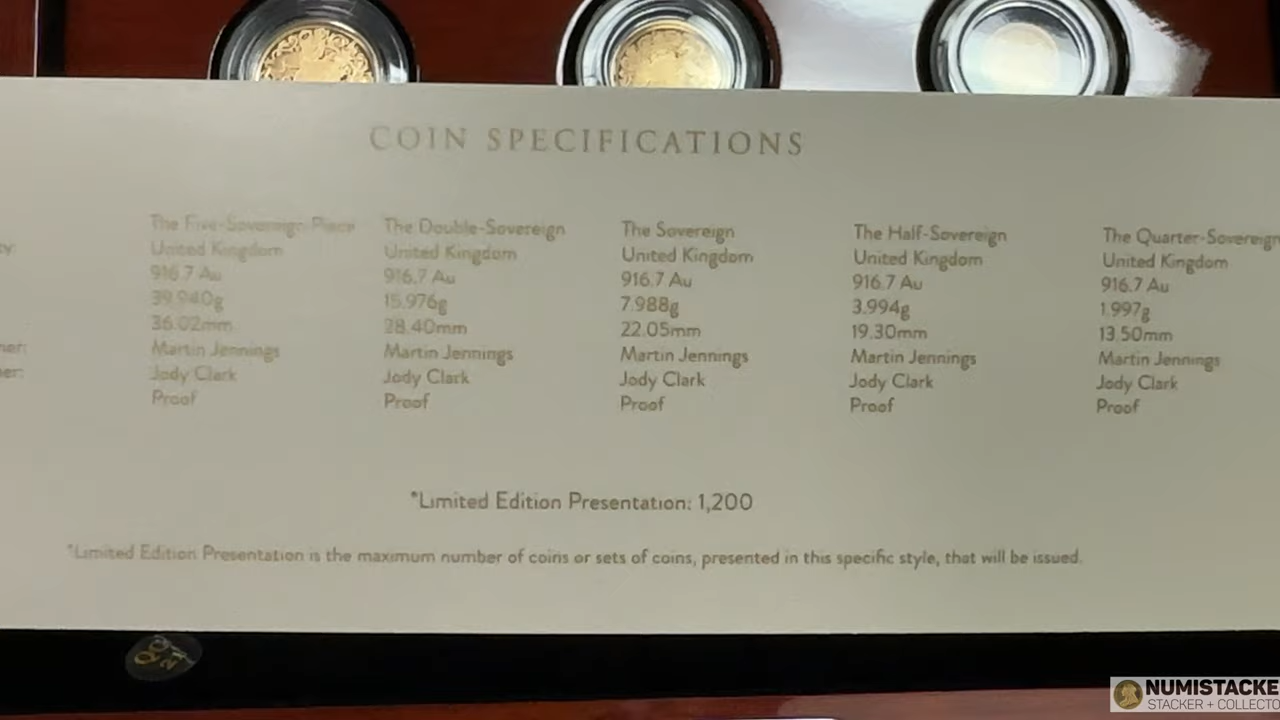 COIN SPECIFICATIONS
The Five-Sovereign Piece The Double-Sovereign The Sovereign The Half-Sovereign The Quarter-Sovereign
United Kingdom United Kingdom United Kingdom United Kingdom United Kingdom
916.7 Au 916.7 Au 916.7 Au 916.7 Au 916.7 Au
39.940g 15.976g 7.988g 3.994g 1.997g
36.02mm 28.40mm 22.05mm 19.30mm 13.50mm
Martin Jennings Martin Jennings Martin Jennings Martin Jennings Martin Jennings
Jody Clark Jody Clark Jody Clark Jody Clark Jody Clark
Proof Proof Proof Proof Proof
*Limited Edition Presentation: 1,200
*Limited Edition Presentation is the maximum number of coins or sets of coins, presented in this specific style, that will be issued.
NUMISTACKE
STACKER + COLLECTO